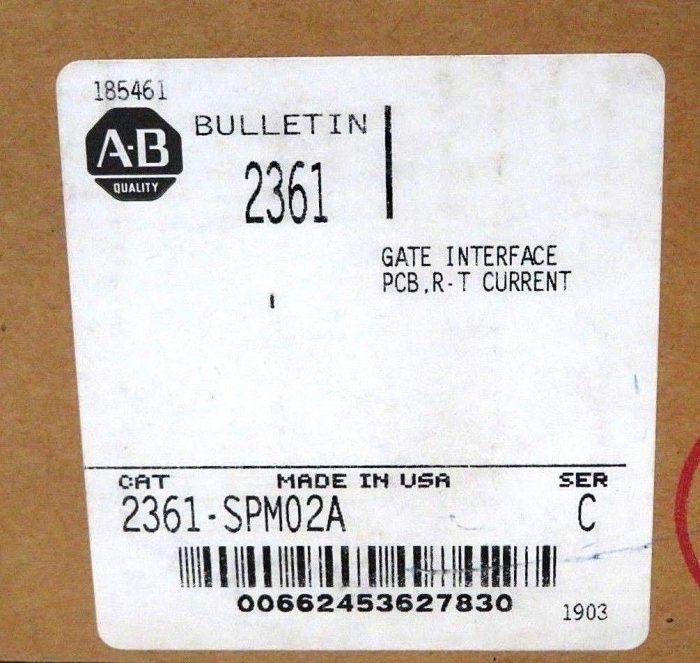 185461
A-B
QUALITY
BULLETIN
2361
GATE INTERFACE
PCB,R-T CURRENT
CAT MADE IN USA SER
2361-SPM02A C
00662453627830
1903